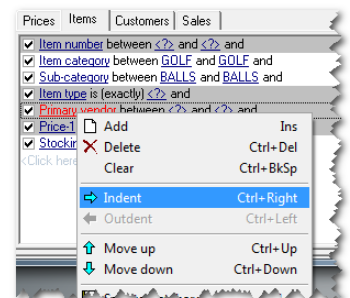 Prices Items Customers Sales
Item number between <?> and <?> and
Item category between GOLF and GOLF and
Sub-category between BALLS and BALLS and
Item type is (exactly) <?> and
Primary vendor between <?> and <?> and
Price-1
Stockin
<Click here
Add Ins
Delete Ctrl+Del
Clear Ctrl+BkSp
Indent Ctrl+Right
Outdent Ctrl+Left
Move up Ctrl+Up
Move down Ctrl+Down